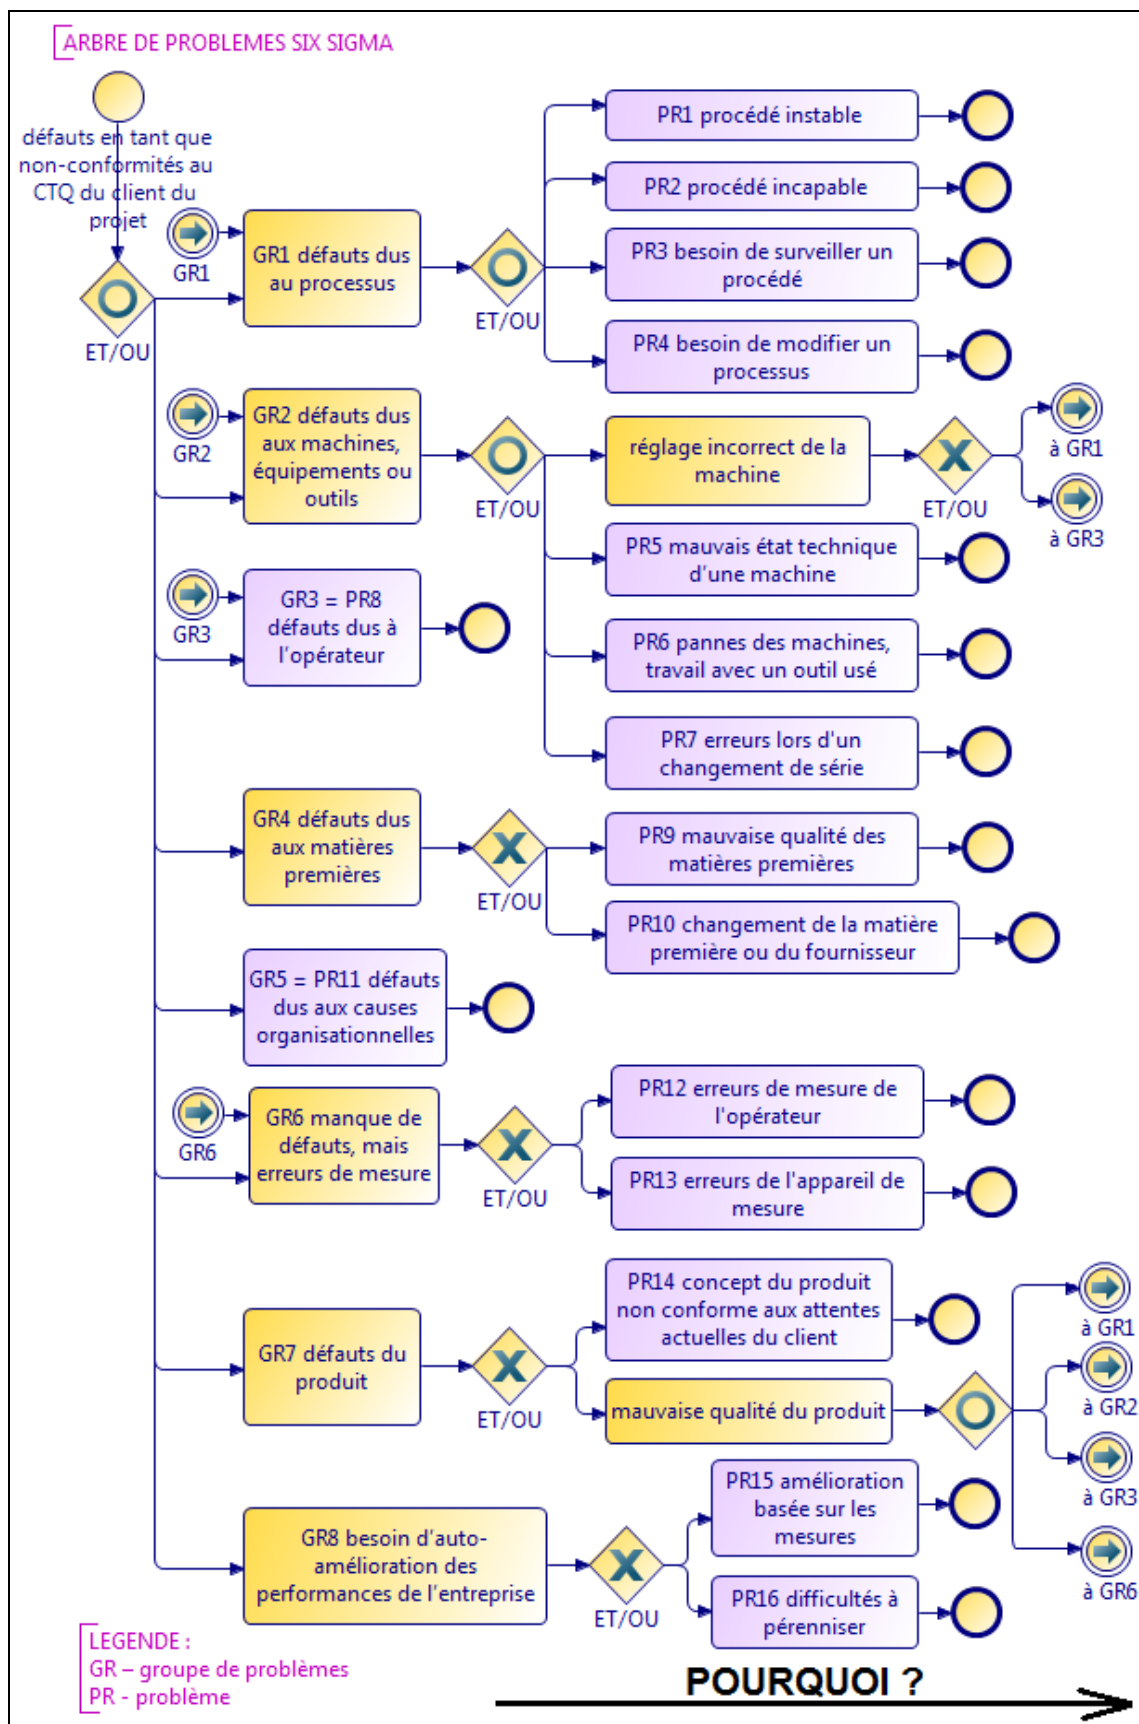 ARBRE DE PROBLEMES SIX SIGMA
défauts en tant que
non-conformités au
CTQ du client du
projet
ET/OU
GR1
GR1 défauts dus
au processus
ET/OU
PR1 procédé instable
PR2 procédé incapable
PR3 besoin de surveiller un
procédé
PR4 besoin de modifier un
processus
GR2
GR2 défauts dus
aux machines,
équipements ou
outils
ET/OU
réglage incorrect de la
machine
ET/OU
à GR1
à GR3
PR5 mauvais état technique
d'une machine
PR6 pannes des machines,
travail avec un outil usé
PR7 erreurs lors d'un
changement de série
GR3
GR3 = PR8
défauts dus à
l'opérateur
GR4 défauts dus
aux matières
premières
ET/OU
PR9 mauvaise qualité des
matières premières
PR10 changement de la matière
première ou du fournisseur
GR5 = PR11 défauts
dus aux causes
organisationnelles
GR6
GR6 manque de
défauts, mais
erreurs de mesure
ET/OU
PR12 erreurs de mesure de
l'opérateur
PR13 erreurs de l'appareil de
mesure
GR7 défauts du
produit
ET/OU
PR14 concept du produit
non conforme aux attentes
actuelles du client
mauvaise qualité du produit
à GR1
à GR2
à GR3
à GR6
GR8 besoin d'auto-
amélioration des
performances de l'entreprise
ET/OU
PR15 amélioration
basée sur les
mesures
PR16 difficultés à
pérenniser
LEGENDE :
GR – groupe de problèmes
PR - problème
POURQUOI ?